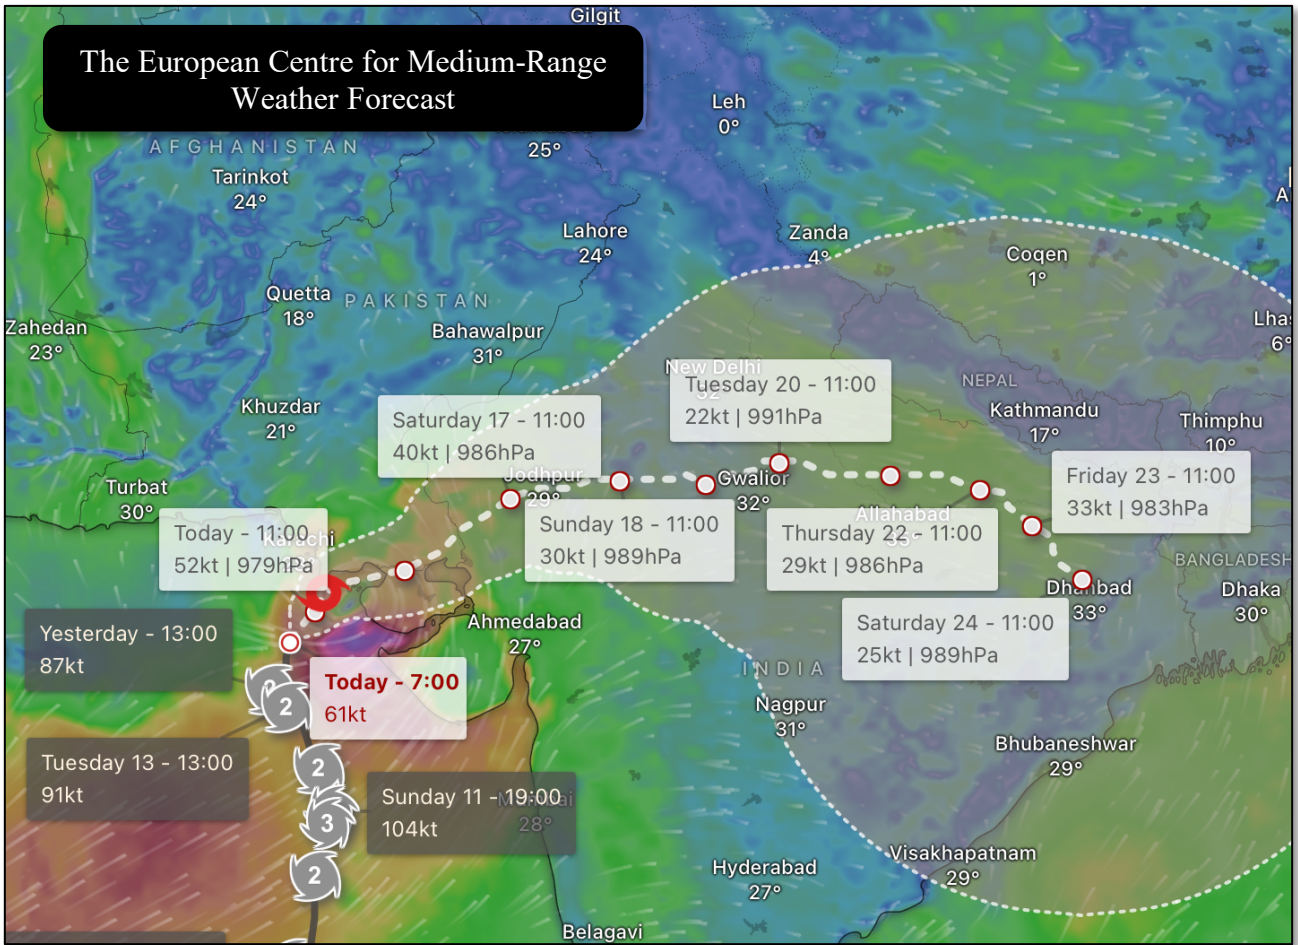 Gilgit
The European Centre for Medium-Range
Weather Forecast
Leh
0°
25°
AFGHANISTAN
Tarinkot
24°
Lahore
24°
Zanda
4°
Coqen
1°
Quetta
18°
PAKISTAN
Zahedan
23°
Bahawalpur
31°
Lhas
6°
New Delhi
32°
Tuesday 20 - 11:00
22kt | 991hPa
NEPAL
Kathmandu
17°
Thimphu
10°
Khuzdar
21°
Saturday 17 - 11:00
40kt | 986hPa
Jodhpur
29°
Gwalior
32°
Friday 23 - 11:00
33kt | 983hPa
Turbat
30°
Karachi
Today - 11:00
52kt | 979hPa
Sunday 18 - 11:00
30kt | 989hPa
Allahabad
Thursday 22 - 11:00
29kt | 986hPa
BANGLADESH
Dhaka
30°
Dhanbad
33°
Saturday 24 - 11:00
25kt | 989hPa
Ahmedabad
27°
Yesterday - 13:00
87kt
Today - 7:00
61kt
2
INDIA
Nagpur
31°
Tuesday 13 - 13:00
91kt
2
Bhubaneshwar
29°
Sunday 11 - 19:00
104kt
Mumbai
28°
3
2
Hyderabad
27°
Visakhapatnam
29°
Belagavi